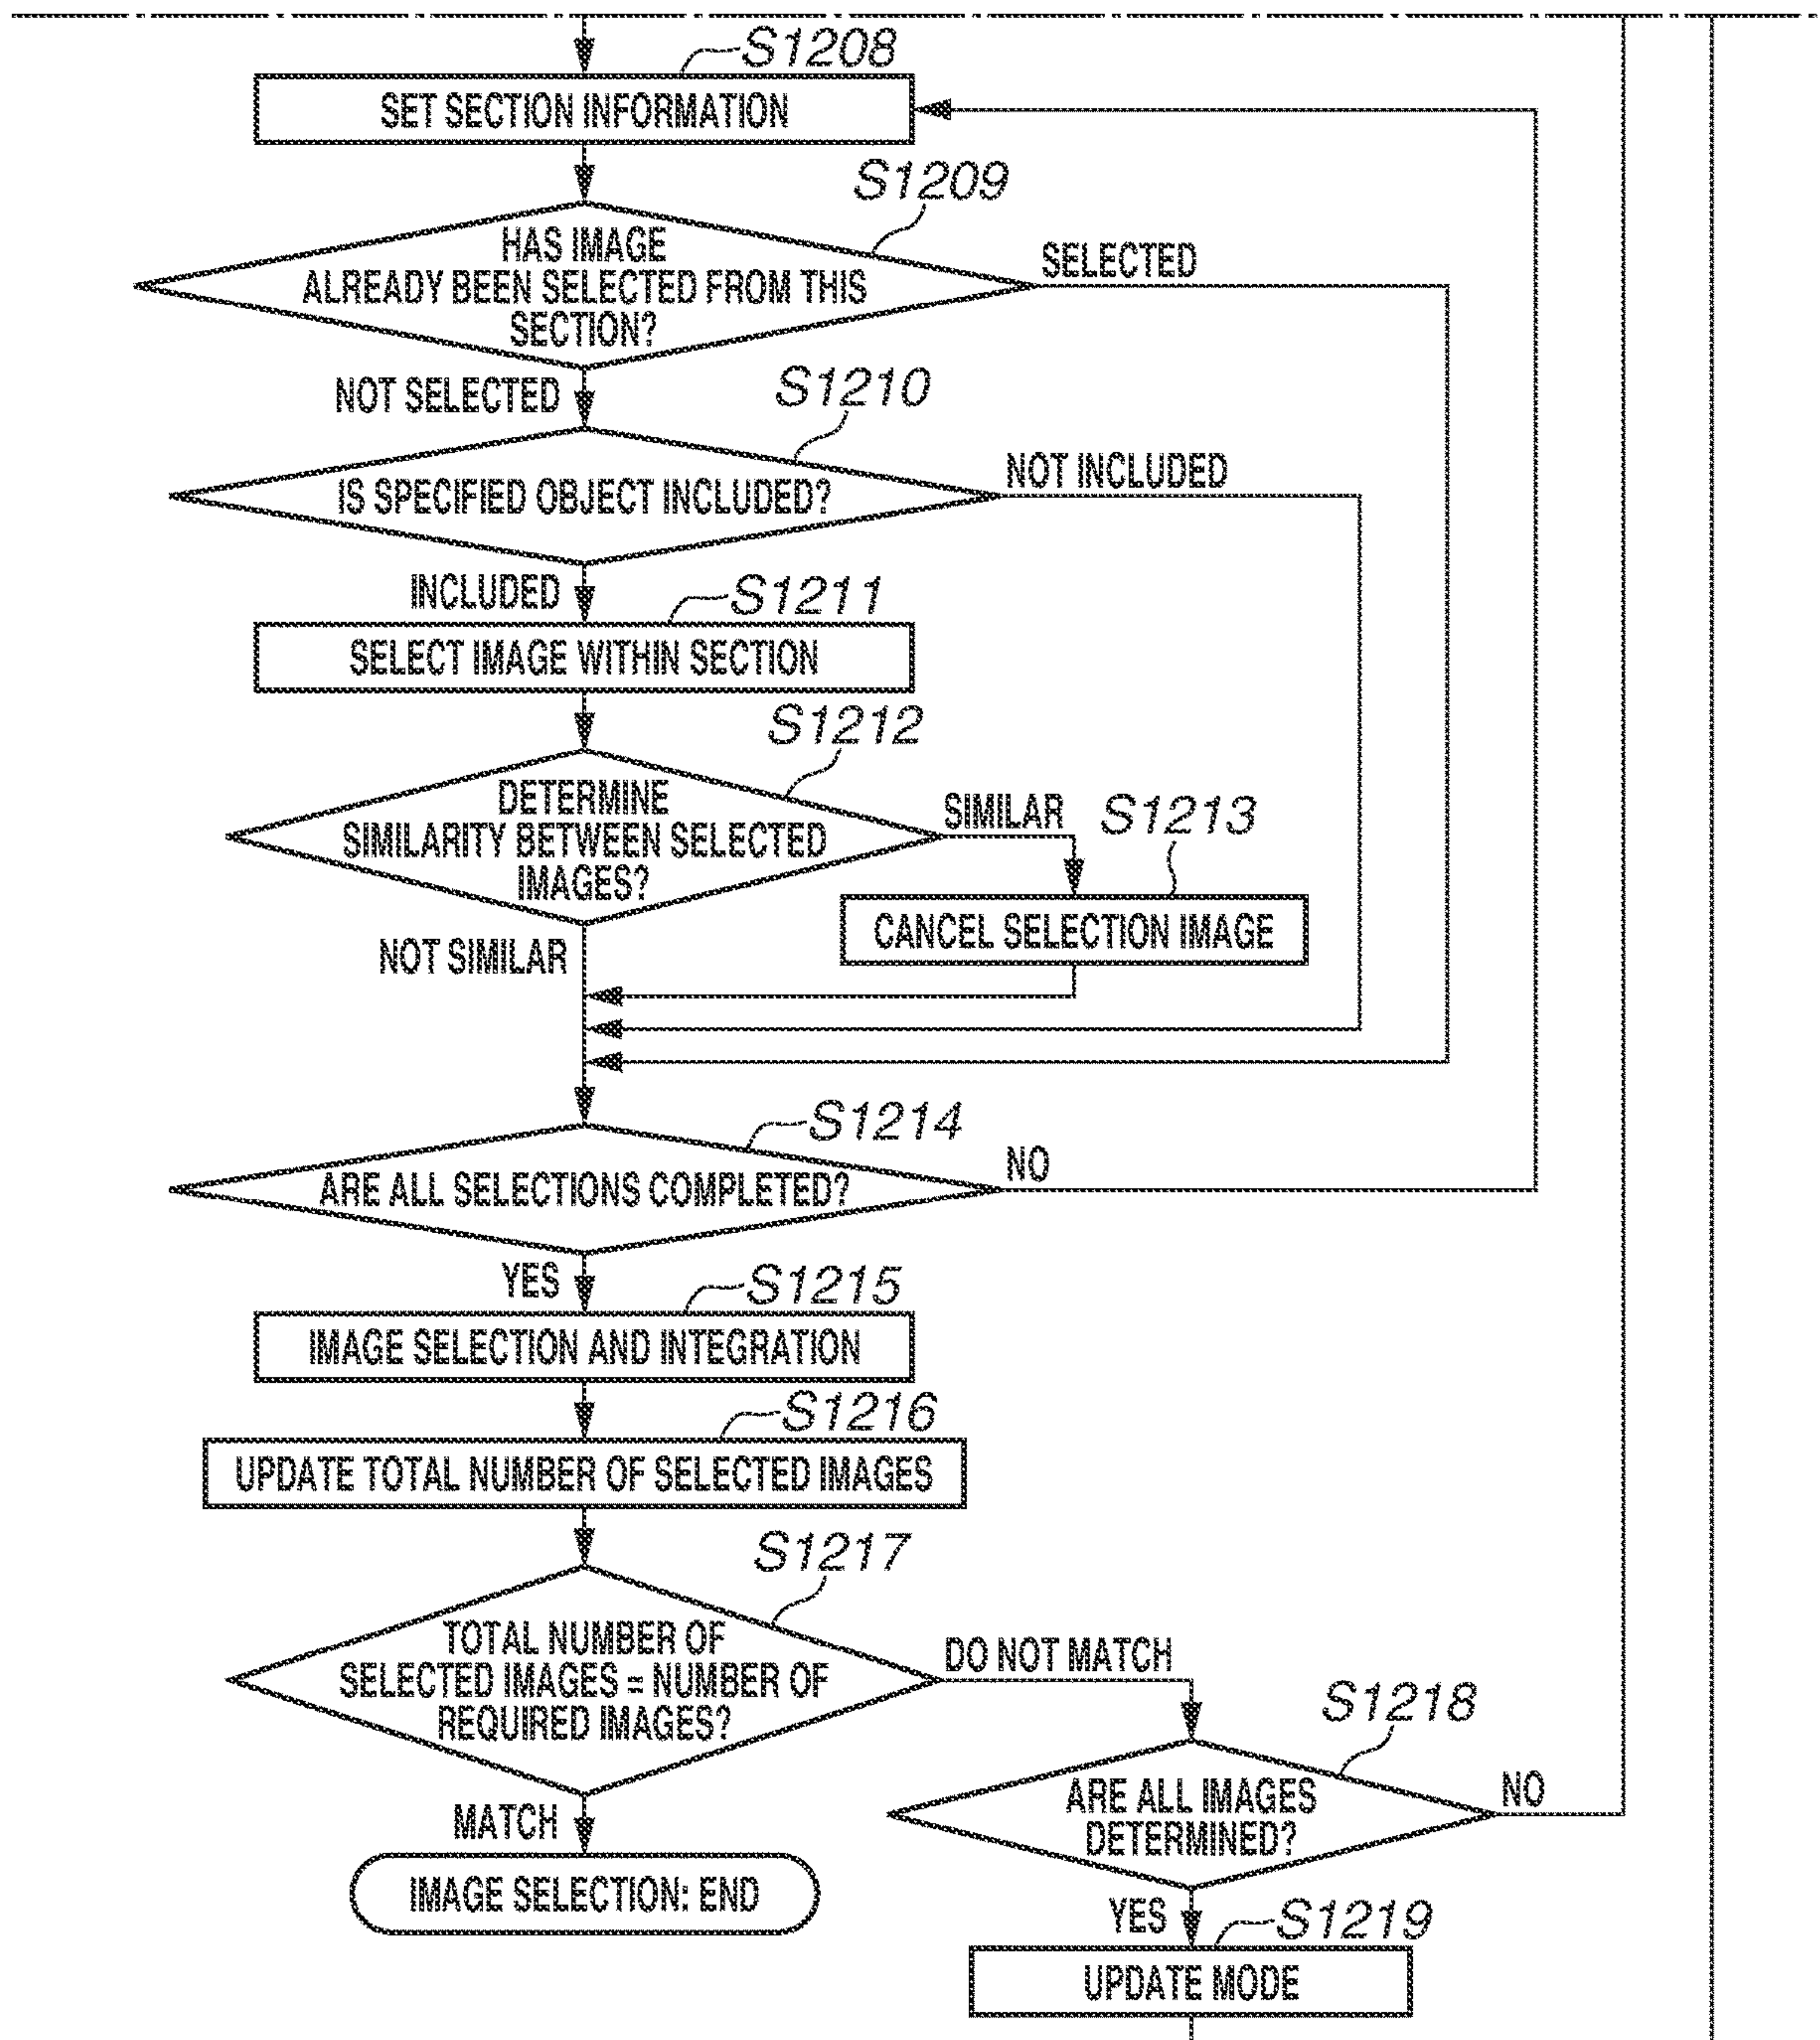 S1208
SET SECTION INFORMATION
S1209
HAS IMAGE
ALREADY BEEN SELECTED FROM THIS
SECTION?
SELECTED
NOT SELECTED
S1210
IS SPECIFIED OBJECT INCLUDED?
NOT INCLUDED
INCLUDED
S1211
SELECT IMAGE WITHIN SECTION
S1212
DETERMINE
SIMILARITY BETWEEN SELECTED
IMAGES?
SIMILAR
S1213
CANCEL SELECTION IMAGE
NOT SIMILAR
S1214
ARE ALL SELECTIONS COMPLETED?
NO
YES
S1215
IMAGE SELECTION AND INTEGRATION
S1216
UPDATE TOTAL NUMBER OF SELECTED IMAGES
S1217
TOTAL NUMBER OF
SELECTED IMAGES = NUMBER OF
REQUIRED IMAGES?
DO NOT MATCH
S1218
ARE ALL IMAGES
DETERMINED?
NO
MATCH
IMAGE SELECTION: END
YES
S1219
UPDATE MODE